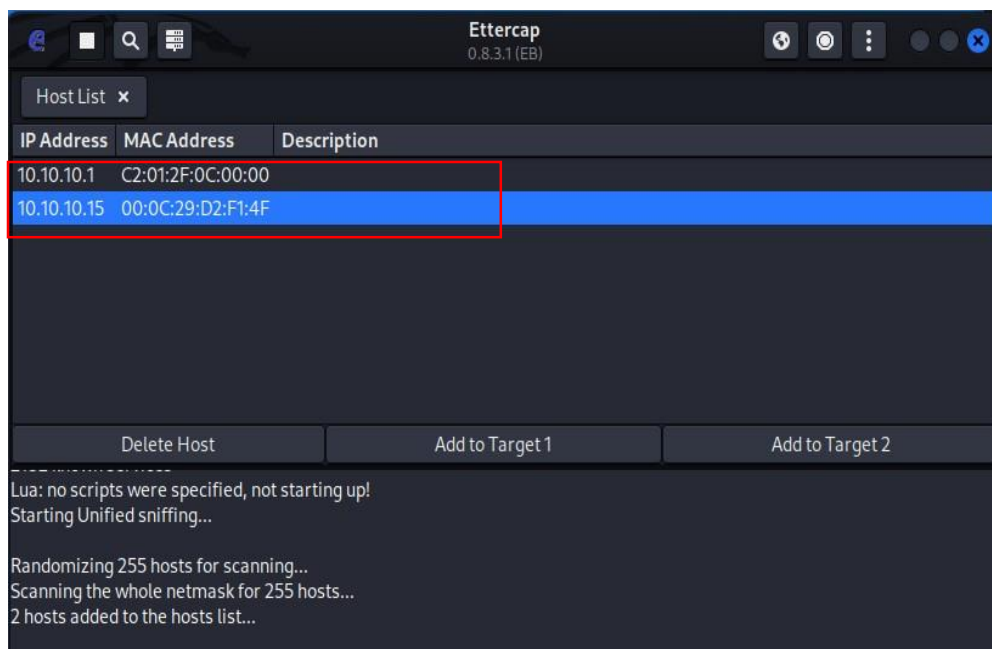 Ettercap
0.8.3.1 (EB)
Host List ×
IP Address MAC Address Description
10.10.10.1 C2:01:2F:0C:00:00
10.10.10.15 00:0C:29:D2:F1:4F
Delete Host Add to Target 1 Add to Target 2
Lua: no scripts were specified, not starting up!
Starting Unified sniffing...
Randomizing 255 hosts for scanning...
Scanning the whole netmask for 255 hosts...
2 hosts added to the hosts list...